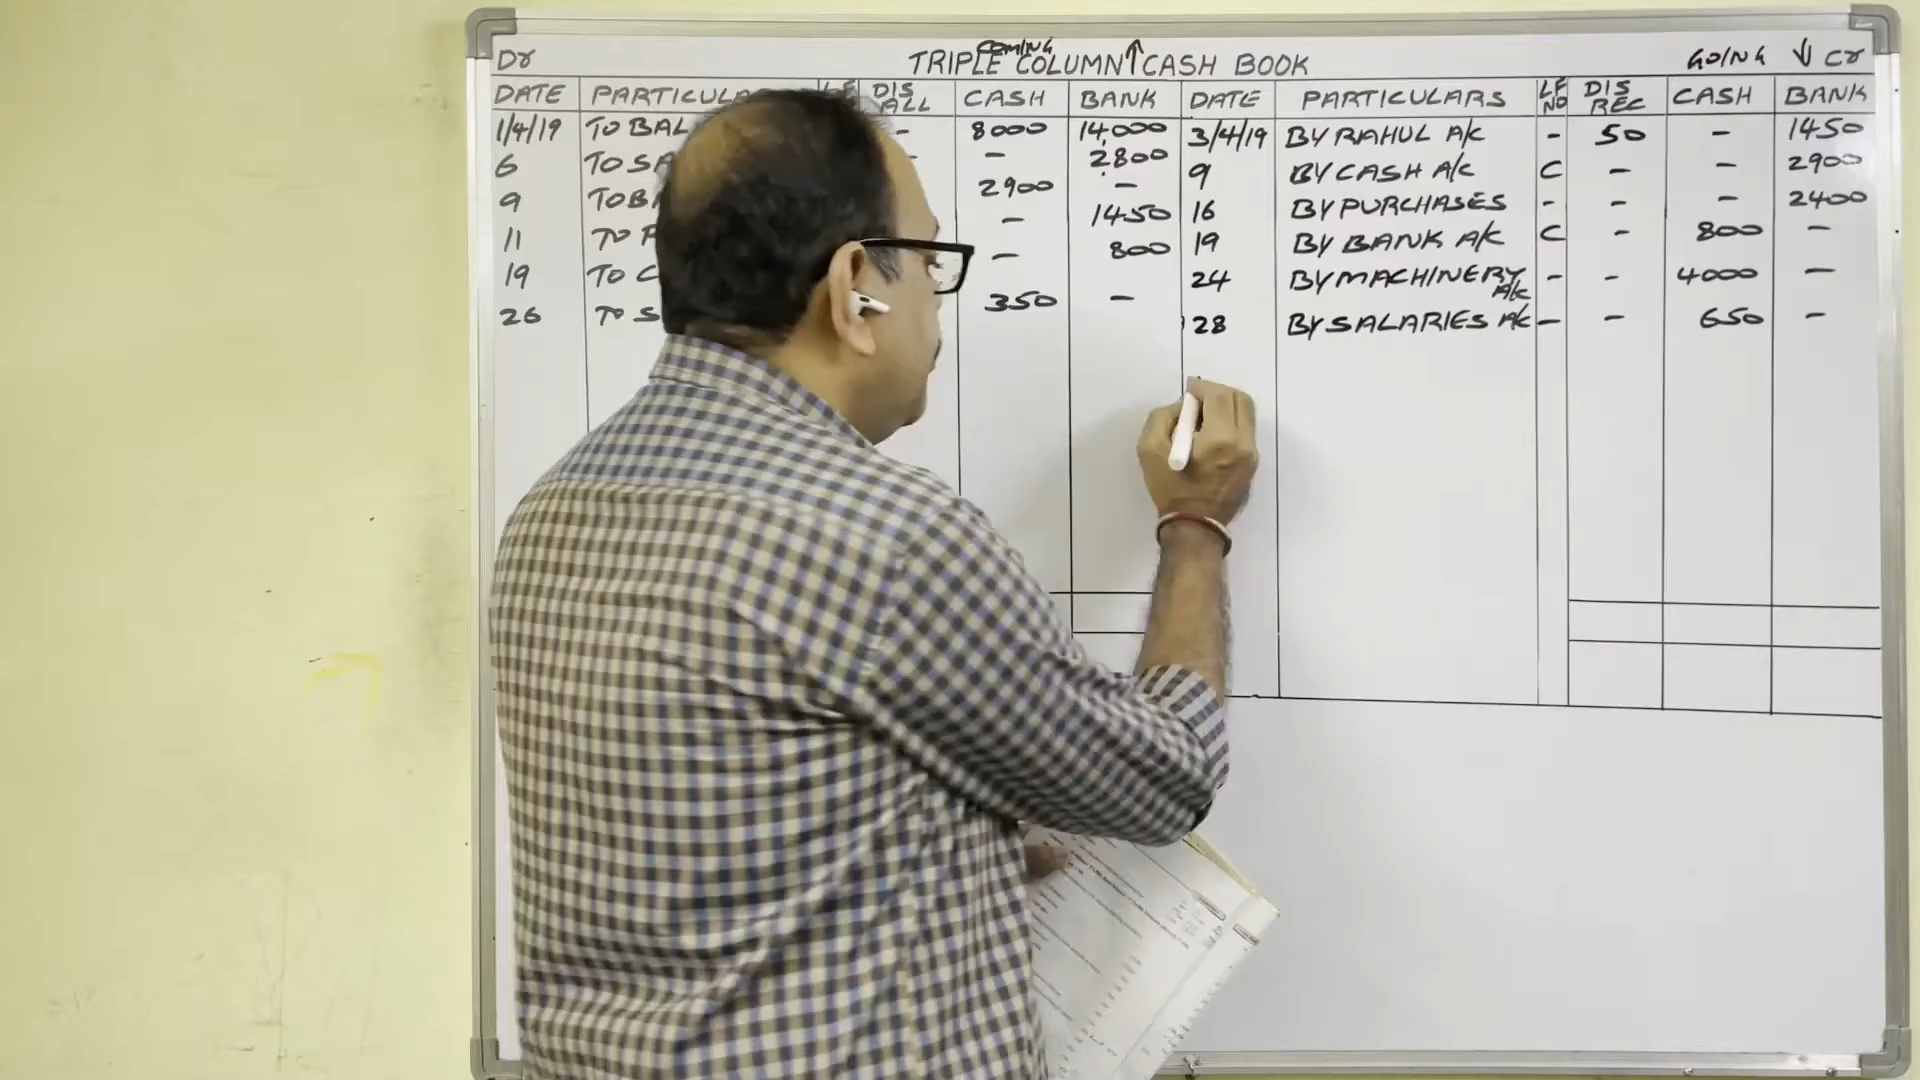 COMING
Dr TRIPLE COLUMN ↑ CASH BOOK GOING ↓ Cr
DATE PARTICULA DIS ALL CASH BANK DATE PARTICULARS LF NO DIS REC CASH BANK
1/4/19 TO BAL - 8000 14,000 3/4/19 BY RAHUL A/C - 50 - 1450
6 TO SA - - 2800 9 BY CASH A/C C - - 2900
9 TO BA 2900 - 16 BY PURCHASES - - - 2400
11 TO - 1450 19 BY BANK A/C C - 800 -
19 TO C - 800 24 BY MACHINERY A/C - - 4000 -
26 TO S 350 - 28 BY SALARIES A/C - - 650 -